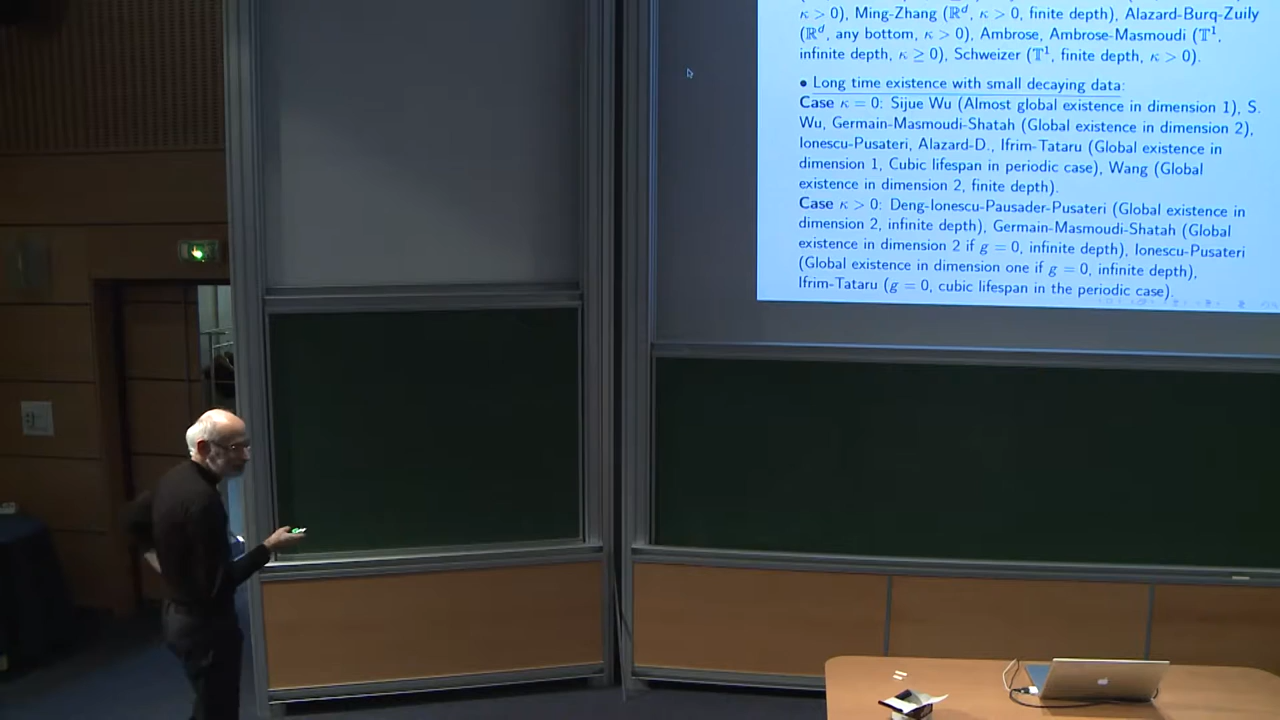 κ > 0), Ming-Zhang (ℝᵈ, κ > 0, finite depth), Alazard-Burq-Zuily
(ℝᵈ, any bottom, κ > 0), Ambrose, Ambrose-Masmoudi (𝕋¹,
infinite depth, κ ≥ 0), Schweizer (𝕋¹, finite depth, κ > 0).
• Long time existence with small decaying data:
Case κ = 0: Sijue Wu (Almost global existence in dimension 1), S.
Wu, Germain-Masmoudi-Shatah (Global existence in dimension 2),
Ionescu-Pusateri, Alazard-D., Ifrim-Tataru (Global existence in
dimension 1, Cubic lifespan in periodic case), Wang (Global
existence in dimension 2, finite depth).
Case κ > 0: Deng-Ionescu-Pausader-Pusateri (Global existence in
dimension 2, infinite depth), Germain-Masmoudi-Shatah (Global
existence in dimension 2 if g = 0, infinite depth), Ionescu-Pusateri
(Global existence in dimension one if g = 0, infinite depth),
Ifrim-Tataru (g = 0, cubic lifespan in the periodic case).